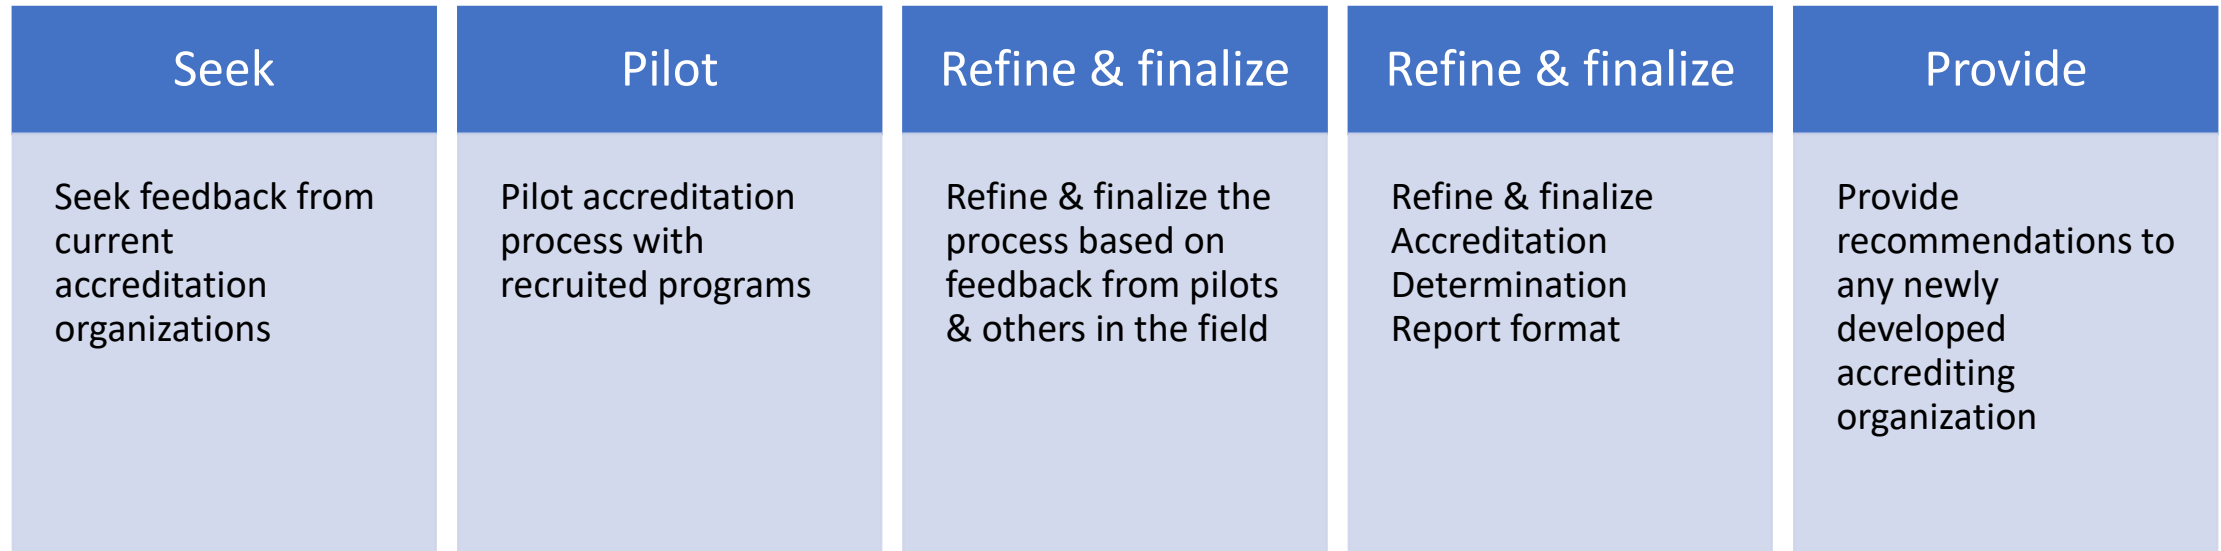 Seek
Seek feedback from
current
accreditation
organizations
Pilot
Pilot accreditation
process with
recruited programs
Refine & finalize
Refine & finalize the
process based on
feedback from pilots
& others in the field
Refine & finalize
Refine & finalize
Accreditation
Determination
Report format
Provide
Provide
recommendations to
any newly
developed
accrediting
organization